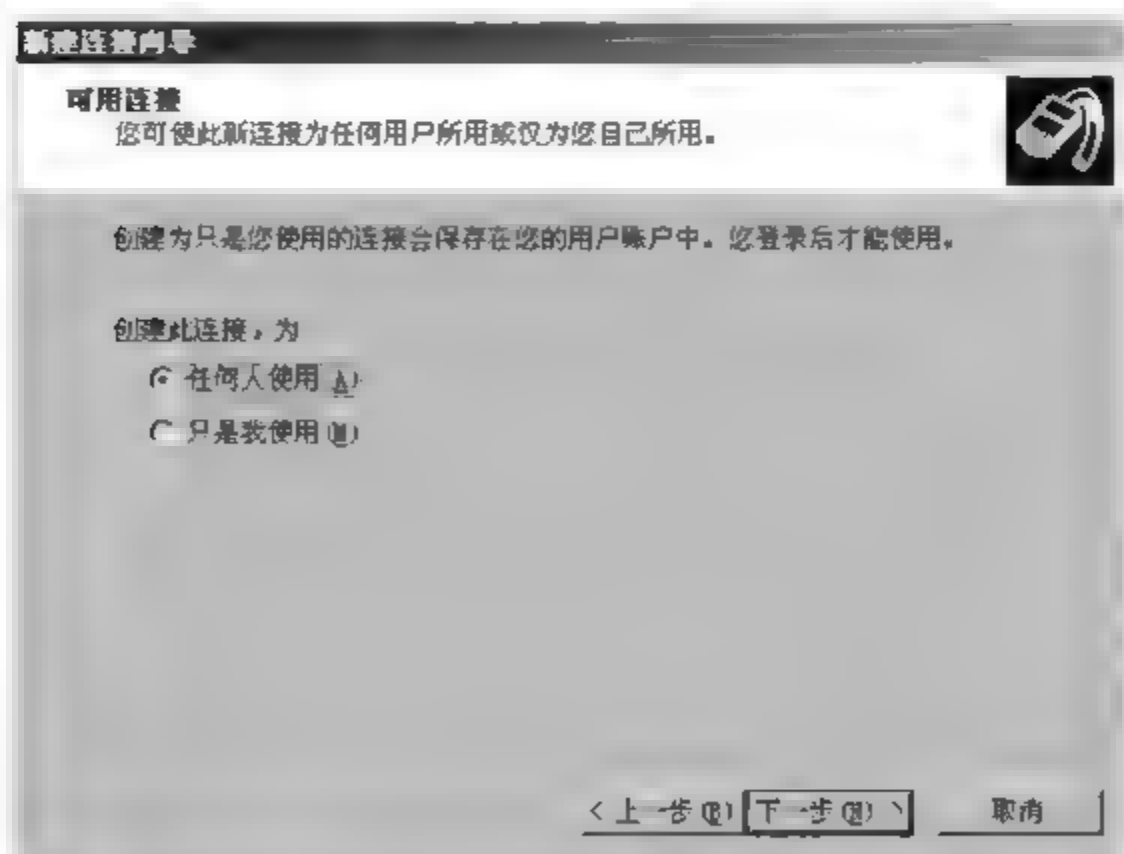 新建连接向导
可用连接
您可使此新连接为任何用户所用或仅为您自己所用。
创建为只是您使用的连接会保存在您的用户账户中。您登录后才能使用。
创建此连接，为
任何人使用(A)
只是我使用(M)
< 上一步(B) 下一步(N) > 取消